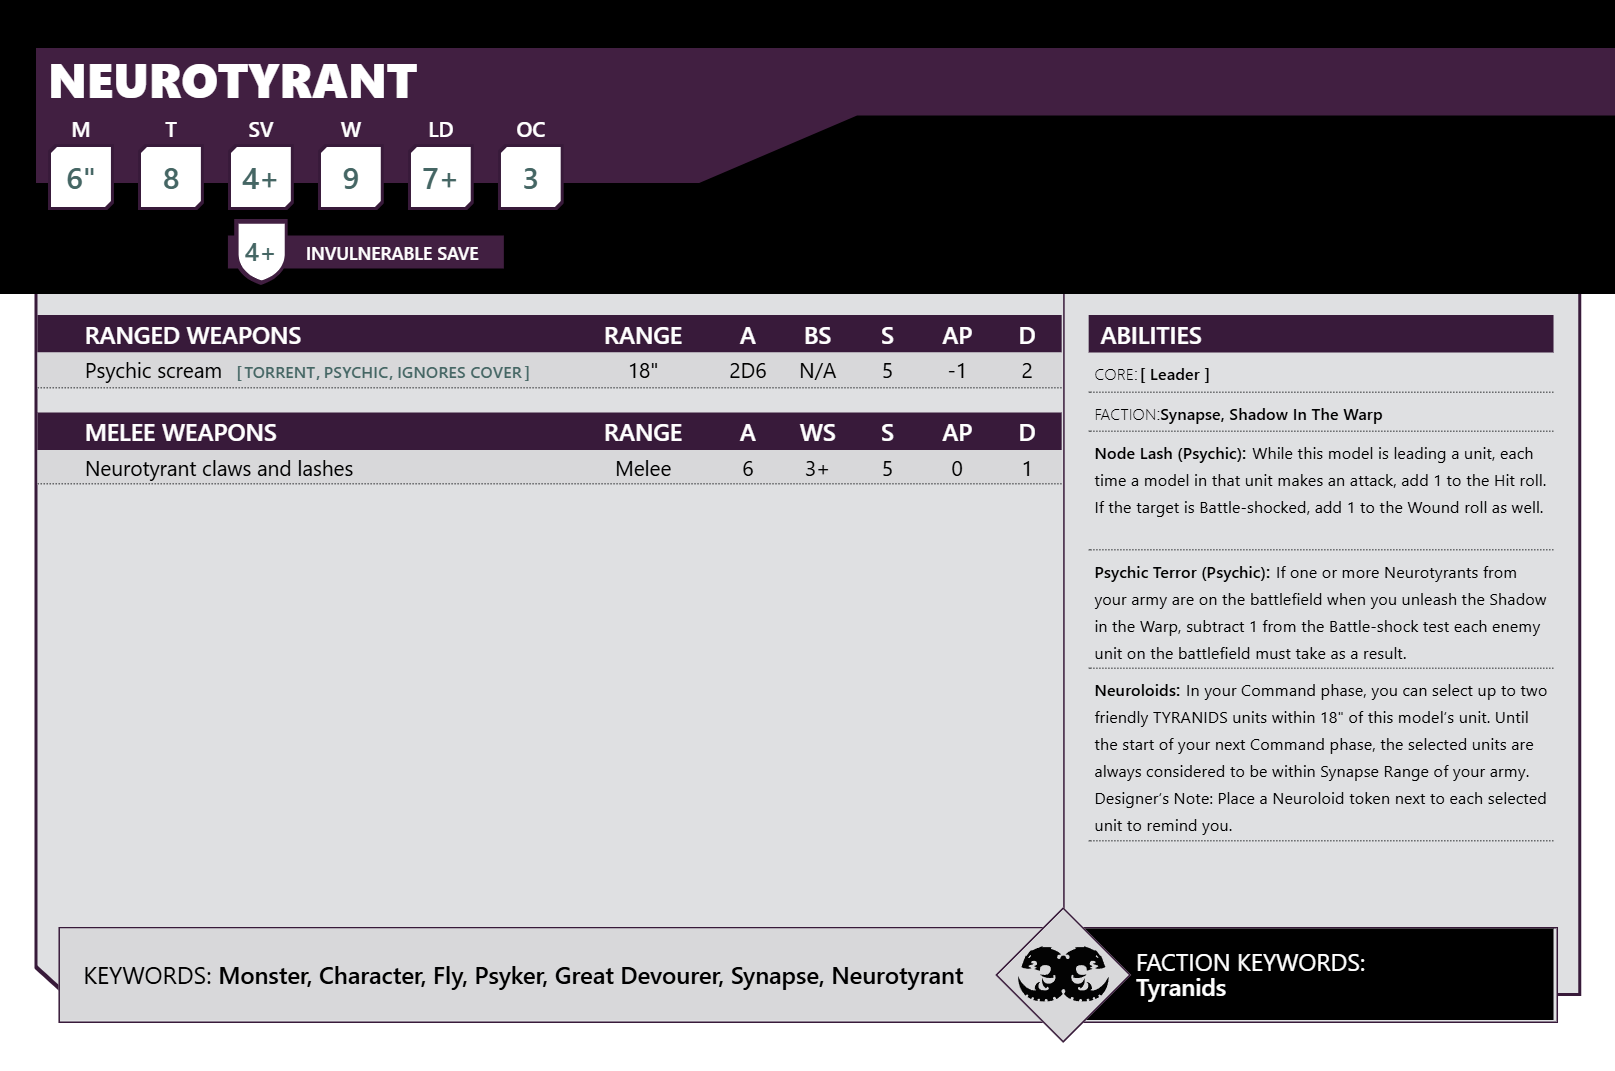 NEUROTYRANT
M T SV W LD OC
6" 8 4+ 9 7+ 3
4+ INVULNERABLE SAVE
RANGED WEAPONS RANGE A BS S AP D
Psychic scream [TORRENT, PSYCHIC, IGNORES COVER] 18" 2D6 N/A 5 -1 2
MELEE WEAPONS RANGE A WS S AP D
Neurotyrant claws and lashes Melee 6 3+ 5 0 1
ABILITIES
CORE: [ Leader ]
FACTION:Synapse, Shadow In The Warp
Node Lash (Psychic): While this model is leading a unit, each
time a model in that unit makes an attack, add 1 to the Hit roll.
If the target is Battle-shocked, add 1 to the Wound roll as well.
Psychic Terror (Psychic): If one or more Neurotyrants from
your army are on the battlefield when you unleash the Shadow
in the Warp, subtract 1 from the Battle-shock test each enemy
unit on the battlefield must take as a result.
Neuroloids: In your Command phase, you can select up to two
friendly TYRANIDS units within 18" of this model's unit. Until
the start of your next Command phase, the selected units are
always considered to be within Synapse Range of your army.
Designer's Note: Place a Neuroloid token next to each selected
unit to remind you.
KEYWORDS: Monster, Character, Fly, Psyker, Great Devourer, Synapse, Neurotyrant
FACTION KEYWORDS:
Tyranids